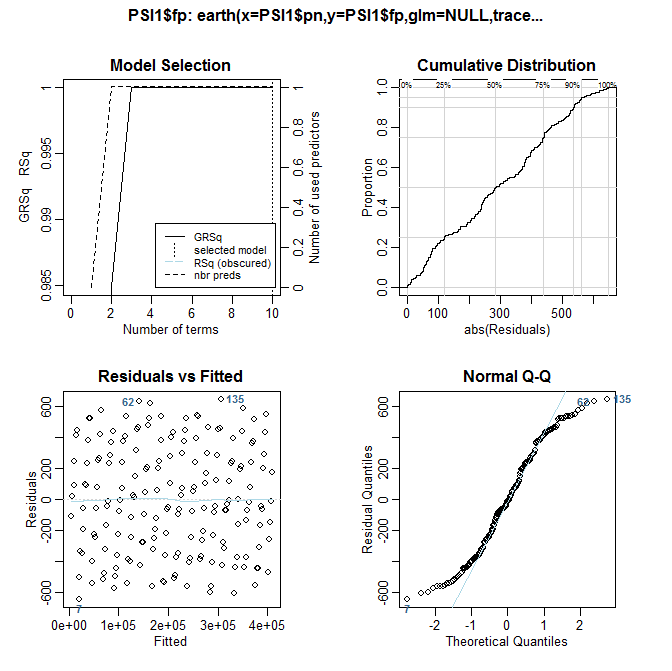 PSI1$fp: earth(x=PSI1$pn,y=PSI1$fp,glm=NULL,trace...
Model Selection
GRSq RSq
0.985 0.99 0.995 1
Number of used predictors
0 0.2 0.4 0.6 0.8 1
GRSq
selected model
RSq (obscured)
nbr preds
0 2 4 6 8 10
Number of terms
Cumulative Distribution
0% 25% 50% 75% 90% 100%
Proportion
0.0 0.2 0.4 0.6 0.8 1
0 100 300 500
abs(Residuals)
Residuals vs Fitted
Residuals
-600 -200 0 200 600
62
135
7
0e+00 1e+05 2e+05 3e+05 4e+05
Fitted
Normal Q-Q
Residual Quantiles
-600 -200 0 200 600
62
135
7
-2 -1 0 1 2
Theoretical Quantiles